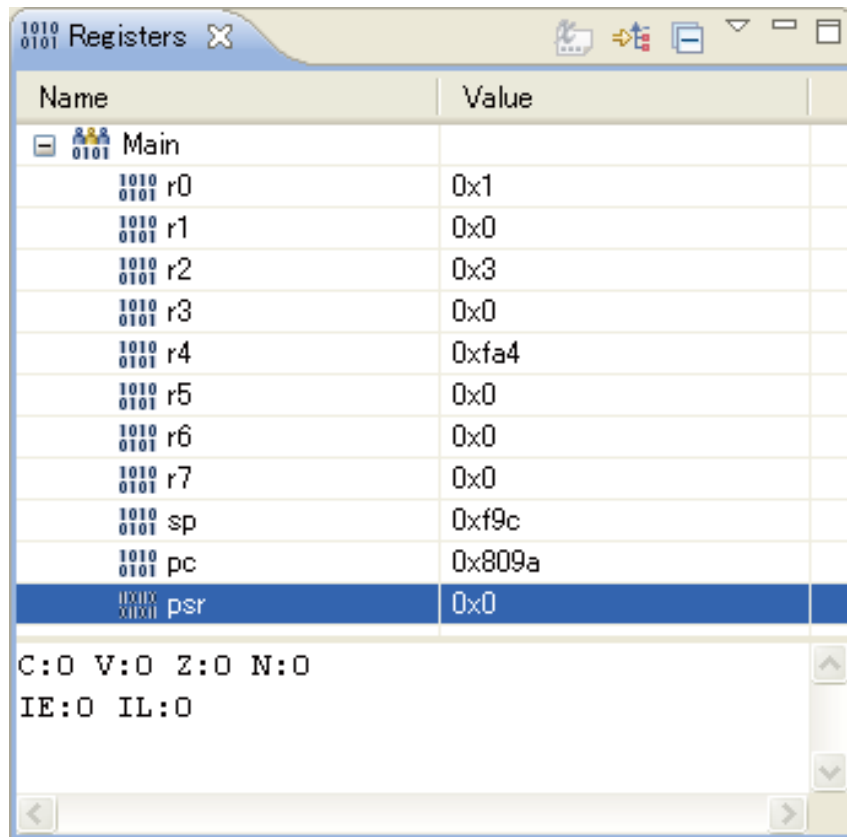 Registers
Name Value
Main
r0 0x1
r1 0x0
r2 0x3
r3 0x0
r4 0xfa4
r5 0x0
r6 0x0
r7 0x0
sp 0xf9c
pc 0x809a
psr 0x0
C:0 V:0 Z:0 N:0
IE:0 IL:0